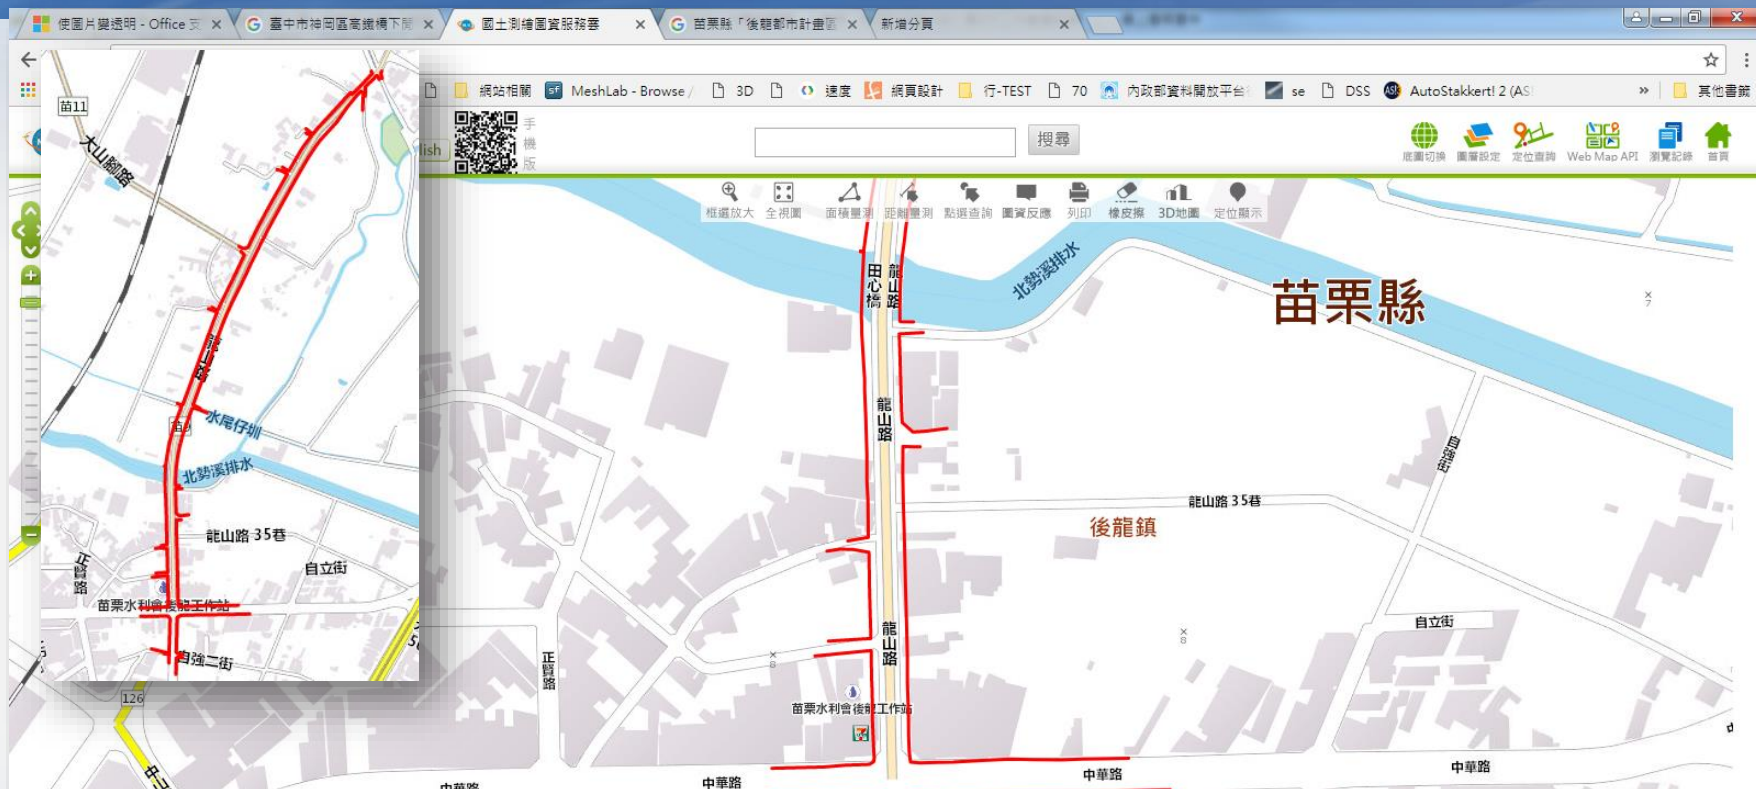 使圖片變透明 - Office 支
臺中市神岡區高鐵橋下閒
國土測繪圖資服務雲
苗栗縣「後龍都市計畫區
新增分頁
網站相關
MeshLab - Browse
3D
速度
網頁設計
行-TEST
70
內政部資料開放平台
se
DSS
AutoStakkert! 2 (AS
»
其他書籤
lish
手
機
版
搜尋
底圖切換
圖層設定
定位查詢
Web Map API
瀏覽記錄
首頁
框選放大
全視圖
面積量測
距離量測
點選查詢
圖資反應
列印
橡皮擦
3D地圖
定位顯示
苗11
大山腳路
龍山路
水尾仔圳
北勢溪排水
龍山路 35巷
正賢路
自立街
苗栗水利會後龍工作站
自強二街
126
田心橋
龍山路
北勢溪排水
苗栗縣
7
龍山路
自強街
龍山路 35巷
後龍鎮
8
自立街
龍山路
8
正賢路
苗栗水利會後龍工作站
中華路
中華路
中華路